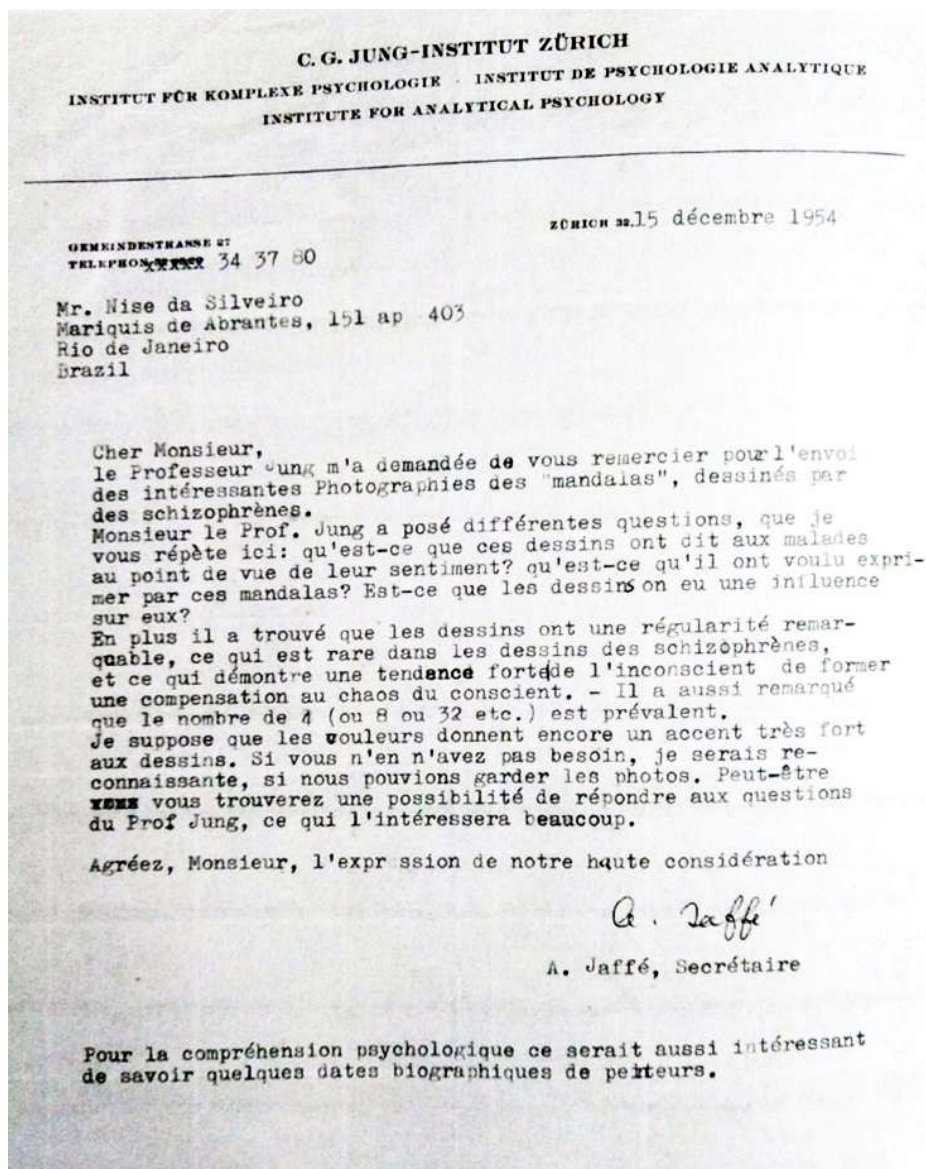 C. G. JUNG-INSTITUT ZÜRICH
INSTITUT FÜR KOMPLEXE PSYCHOLOGIE · INSTITUT DE PSYCHOLOGIE ANALYTIQUE
INSTITUTE FOR ANALYTICAL PSYCHOLOGY
ZÜRICH 32, 15 décembre 1954
GEMEINDESTRASSE 27
TELEPHON 34 37 80
Mr. Nise da Silveiro
Mariquis de Abrantes, 151 ap 403
Rio de Janeiro
Brazil
Cher Monsieur,
le Professeur Jung m'a demandée de vous remercier pour l'envoi
des intéressantes Photographies des "mandalas", dessinés par
des schizophrènes.
Monsieur le Prof. Jung a posé différentes questions, que je
vous répète ici: qu'est-ce que ces dessins ont dit aux malades
au point de vue de leur sentiment? qu'est-ce qu'il ont voulu expri-
mer par ces mandalas? Est-ce que les dessins on eu une influence
sur eux?
En plus il a trouvé que les dessins ont une régularité remar-
quable, ce qui est rare dans les dessins des schizophrènes,
et ce qui démontre une tendence forte de l'inconscient de former
une compensation au chaos du conscient. - Il a aussi remarqué
que le nombre de 4 (ou 8 ou 32 etc.) est prévalent.
Je suppose que les couleurs donnent encore un accent très fort
aux dessins. Si vous n'en n'avez pas besoin, je serais re-
connaissante, si nous pouvions garder les photos. Peut-être
vous trouverez une possibilité de répondre aux questions
du Prof Jung, ce qui l'intéressera beaucoup.
Agréez, Monsieur, l'expr ssion de notre haute considération
A. Jaffé
A. Jaffé, Secrétaire
Pour la compréhension psychologique ce serait aussi intéressant
de savoir quelques dates biographiques de peinteurs.